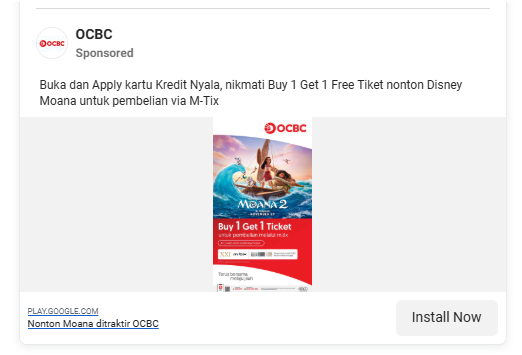 OCBC
OCBC
Sponsored
Buka dan Apply kartu Kredit Nyala, nikmati Buy 1 Get 1 Free Tiket nonton Disney
Moana untuk pembelian via M-Tix
OCBC
MOANA 2
Buy 1 Get 1 Ticket
untuk pembelian melalui m.tix
XXI
Terus bersama
melaju jauh
PLAY.GOOGLE.COM
Nonton Moana ditraktir OCBC
Install Now